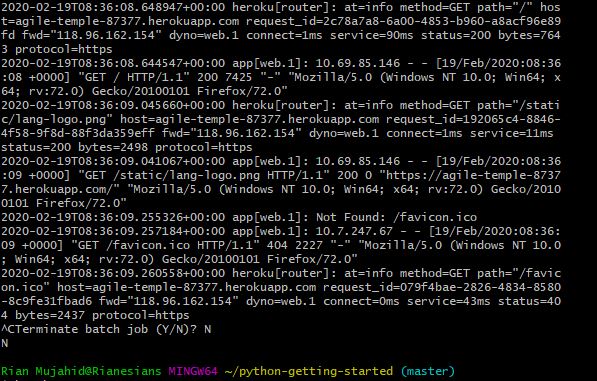 2020-02-19T08:36:08.648947+00:00 heroku[router]: at=info method=GET path="/" hos
t=agile-temple-87377.herokuapp.com request_id=2c78a7a8-6a00-4853-b960-a8acf96e89
fd fwd="118.96.162.154" dyno=web.1 connect=1ms service=90ms status=200 bytes=764
3 protocol=https
2020-02-19T08:36:08.644547+00:00 app[web.1]: 10.69.85.146 - - [19/Feb/2020:08:36
:08 +0000] "GET / HTTP/1.1" 200 7425 "-" "Mozilla/5.0 (Windows NT 10.0; Win64; x
64; rv:72.0) Gecko/20100101 Firefox/72.0"
2020-02-19T08:36:09.045660+00:00 heroku[router]: at=info method=GET path="/stati
c/lang-logo.png" host=agile-temple-87377.herokuapp.com request_id=192065c4-8846-
4f58-9f8d-88f3da359eff fwd="118.96.162.154" dyno=web.1 connect=1ms service=11ms
status=200 bytes=2498 protocol=https
2020-02-19T08:36:09.041067+00:00 app[web.1]: 10.69.85.146 - - [19/Feb/2020:08:36
:09 +0000] "GET /static/lang-logo.png HTTP/1.1" 200 0 "https://agile-temple-8737
7.herokuapp.com/" "Mozilla/5.0 (Windows NT 10.0; Win64; x64; rv:72.0) Gecko/2010
0101 Firefox/72.0"
2020-02-19T08:36:09.255326+00:00 app[web.1]: Not Found: /favicon.ico
2020-02-19T08:36:09.257184+00:00 app[web.1]: 10.7.247.67 - - [19/Feb/2020:08:36:
09 +0000] "GET /favicon.ico HTTP/1.1" 404 2227 "-" "Mozilla/5.0 (Windows NT 10.0
; Win64; x64; rv:72.0) Gecko/20100101 Firefox/72.0"
2020-02-19T08:36:09.260558+00:00 heroku[router]: at=info method=GET path="/favic
on.ico" host=agile-temple-87377.herokuapp.com request_id=079f4bae-2826-4834-8580
-8c9fe31fbad6 fwd="118.96.162.154" dyno=web.1 connect=0ms service=43ms status=40
4 bytes=2437 protocol=https
^CTerminate batch job (Y/N)? N
N
Rian Mujahid@Rianesians MINGW64 ~/python-getting-started (master)